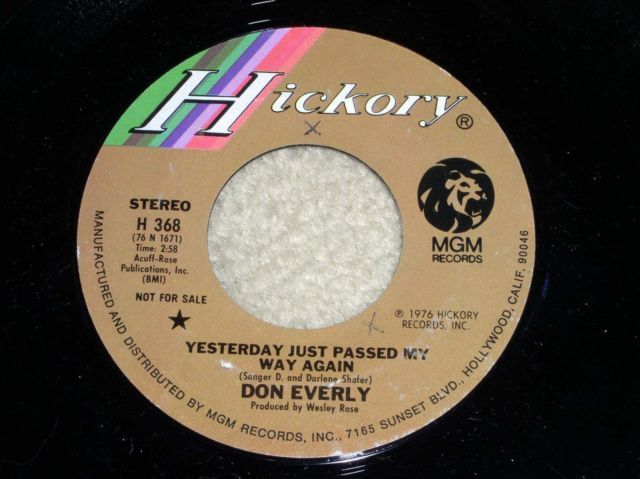 Hickory ®
STEREO
H 368
(76 N 1671)
Time: 2:58
Acuff-Rose
Publications, Inc.
(BMI)
NOT FOR SALE
★
MGM
RECORDS
℗ 1976 HICKORY
RECORDS, INC.
YESTERDAY JUST PASSED MY
WAY AGAIN
(Sanger D. and Darlene Shafer)
DON EVERLY
Produced by Wesley Rose
MANUFACTURED AND DISTRIBUTED BY MGM RECORDS, INC., 7165 SUNSET BLVD., HOLLYWOOD, CALIF. 90046